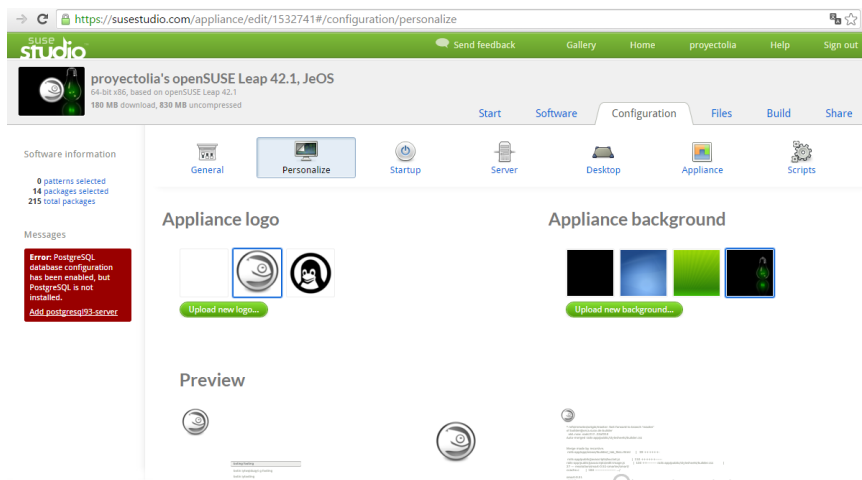 https://susestudio.com/appliance/edit/1532741#/configuration/personalize
suse
studio
Send feedback
Gallery
Home
proyectolia
Help
Sign out
proyectolia's openSUSE Leap 42.1, JeOS
64-bit x86, based on openSUSE Leap 42.1
180 MB download, 830 MB uncompressed
Start
Software
Configuration
Files
Build
Share
Software information
0 patterns selected
14 packages selected
215 total packages
Messages
Error: PostgreSQL
database configuration
has been enabled, but
PostgreSQL is not
installed.
Add postgresql93-server
General
Personalize
Startup
Server
Desktop
Appliance
Scripts
Appliance logo
Upload new logo...
Appliance background
Upload new background...
Preview